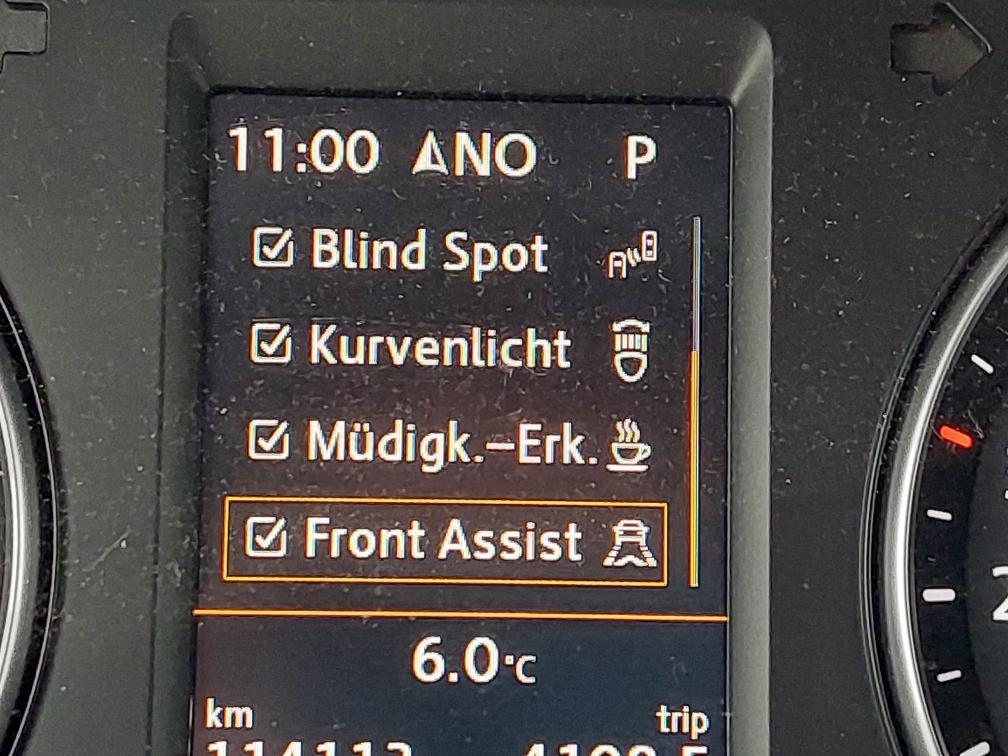 11:00 NO P
Blind Spot
Kurvenlicht
Müdigk.-Erk.
Front Assist
6.0°C
km trip